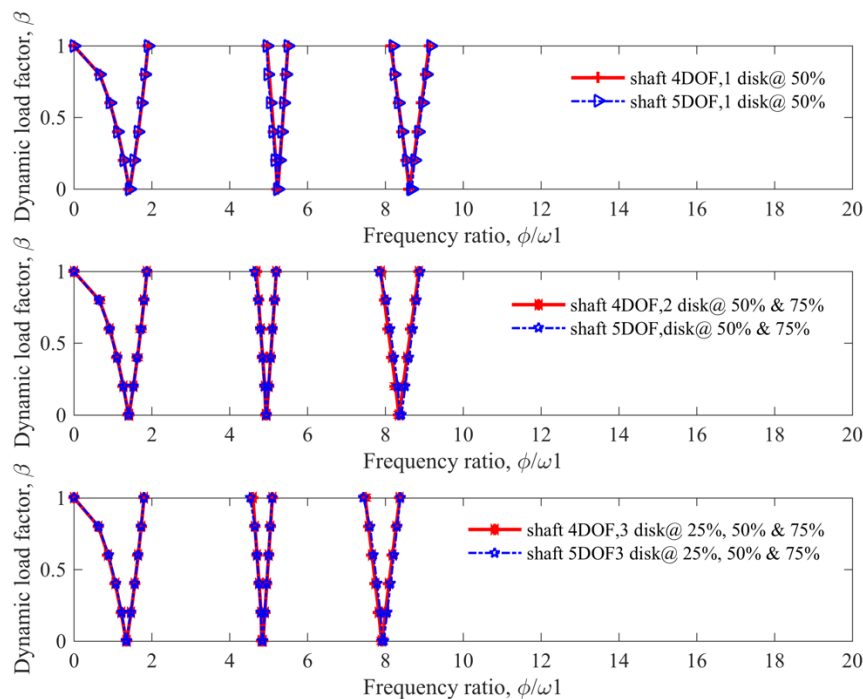 Dynamic load factor, β
1
0.5
0
0 2 4 6 8 10 12 14 16 18 20
Frequency ratio, ϕ/ω1
shaft 4DOF,1 disk@ 50%
shaft 5DOF,1 disk@ 50%
Dynamic load factor, β
1
0.5
0
0 2 4 6 8 10 12 14 16 18 20
Frequency ratio, ϕ/ω1
shaft 4DOF,2 disk@ 50% & 75%
shaft 5DOF,disk@ 50% & 75%
Dynamic load factor, β
1
0.5
0
0 2 4 6 8 10 12 14 16 18 20
Frequency ratio, ϕ/ω1
shaft 4DOF,3 disk@ 25%, 50% & 75%
shaft 5DOF3 disk@ 25%, 50% & 75%